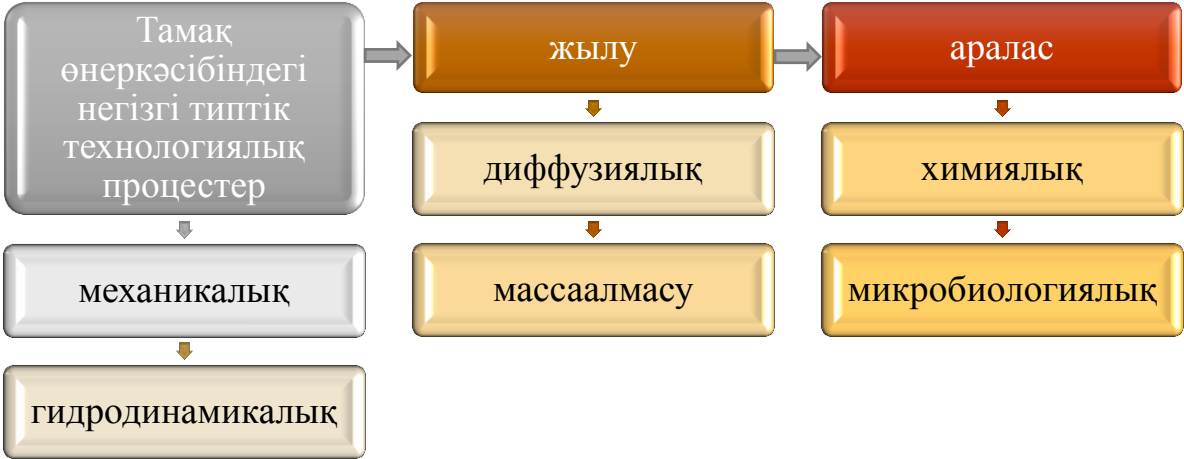 Тамақ
өнеркәсібіндегі
негізгі типтік
технологиялық
процестер
механикалық
гидродинамикалық
жылу
диффузиялық
массаалмасу
аралас
химиялық
микробиологиялық